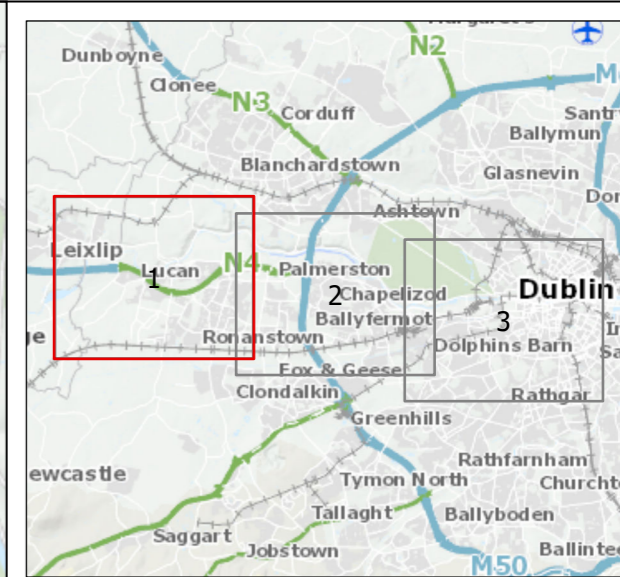 N2
Dunboyne
Clonee
N3
Corduff
Ballymun
Blanchardstown
Glasnevin
Ashtown
Leixlip
Lucan
N4
Palmerston
1
2
Chapelizod
Dublin
3
Ballyfermot
Ronanstown
Dolphins Barn
Fox & Geese
Clondalkin
Rathgar
Greenhills
Rathfarnham
ewcastle
Tymon North
Tallaght
Ballyboden
Saggart
Jobstown
M50